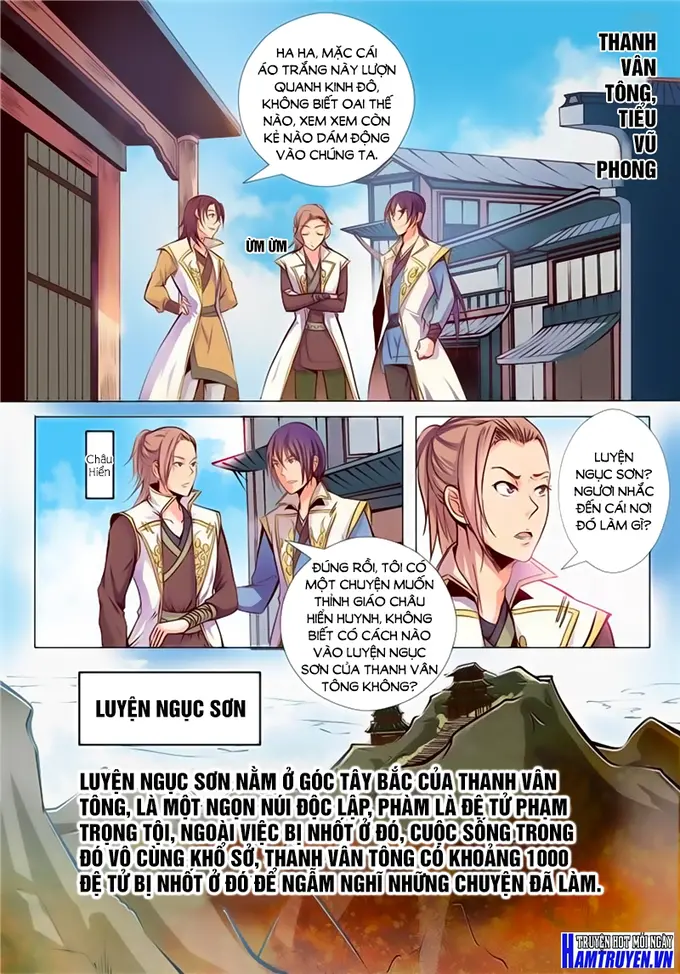 THANH
VÂN
TÔNG,
TIỂU
VŨ
PHONG
HA HA, MẶC CÁI
ÁO TRẮNG NÀY LƯỢN
QUANH KINH ĐÔ,
KHÔNG BIẾT OAI THẾ
NÀO, XEM XEM CÒN
KẺ NÀO DÁM ĐỘNG
VÀO CHÚNG TA.
ỪM ỪM
Châu
Hiển
ĐÚNG RỒI, TÔI CÓ
MỘT CHUYỆN MUỐN
THỈNH GIÁO CHÂU
HIỂN HUYNH, KHÔNG
BIẾT CÓ CÁCH NÀO
VÀO LUYỆN NGỤC
SƠN CỦA THANH VÂN
TÔNG KHÔNG?
LUYỆN
NGỤC SƠN?
NGƯƠI NHẮC
ĐẾN CÁI NƠI
ĐÓ LÀM GÌ?
LUYỆN NGỤC SƠN
LUYỆN NGỤC SƠN NẰM Ở GÓC TÂY BẮC CỦA THANH VÂN
TÔNG, LÀ MỘT NGỌN NÚI ĐỘC LẬP, PHÀM LÀ ĐỆ TỬ PHẠM
TRỌNG TỘI, NGOÀI VIỆC BỊ NHỐT Ở ĐÓ, CUỘC SỐNG TRONG
ĐÓ VÔ CÙNG KHỔ SỞ, THANH VÂN TÔNG CÓ KHOẢNG 1000
ĐỆ TỬ BỊ NHỐT Ở ĐÓ ĐỂ NGẪM NGHĨ NHỮNG CHUYỆN ĐÃ LÀM.
TRUYỆN HOT MỖI NGÀY
HAMTRUYEN.VN